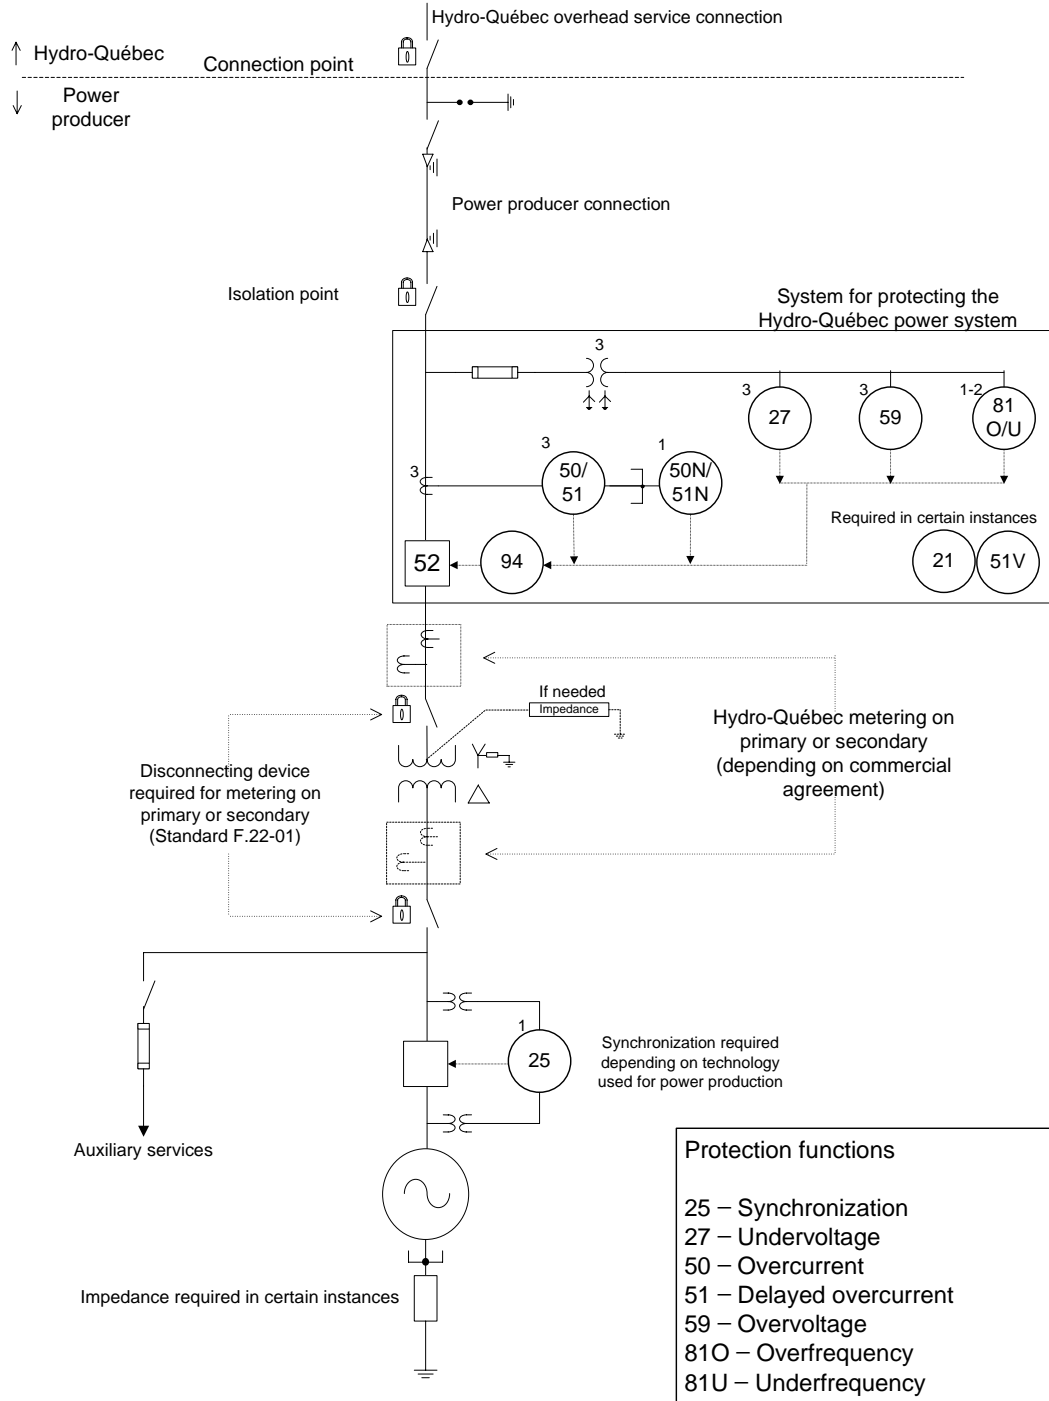 Hydro-Québec overhead service connection
↑ Hydro-Québec
Connection point
↓ Power
producer
Power producer connection
Isolation point
System for protecting the
Hydro-Québec power system
3
3
27
3
59
1-2
81
O/U
3
50/
51
1
50N/
51N
3
Required in certain instances
52
94
21
51V
If needed
Impedance
Hydro-Québec metering on
primary or secondary
(depending on commercial
agreement)
Disconnecting device
required for metering on
primary or secondary
(Standard F.22-01)
1
25
Synchronization required
depending on technology
used for power production
Auxiliary services
Impedance required in certain instances
Protection functions
25 – Synchronization
27 – Undervoltage
50 – Overcurrent
51 – Delayed overcurrent
59 – Overvoltage
81O – Overfrequency
81U – Underfrequency